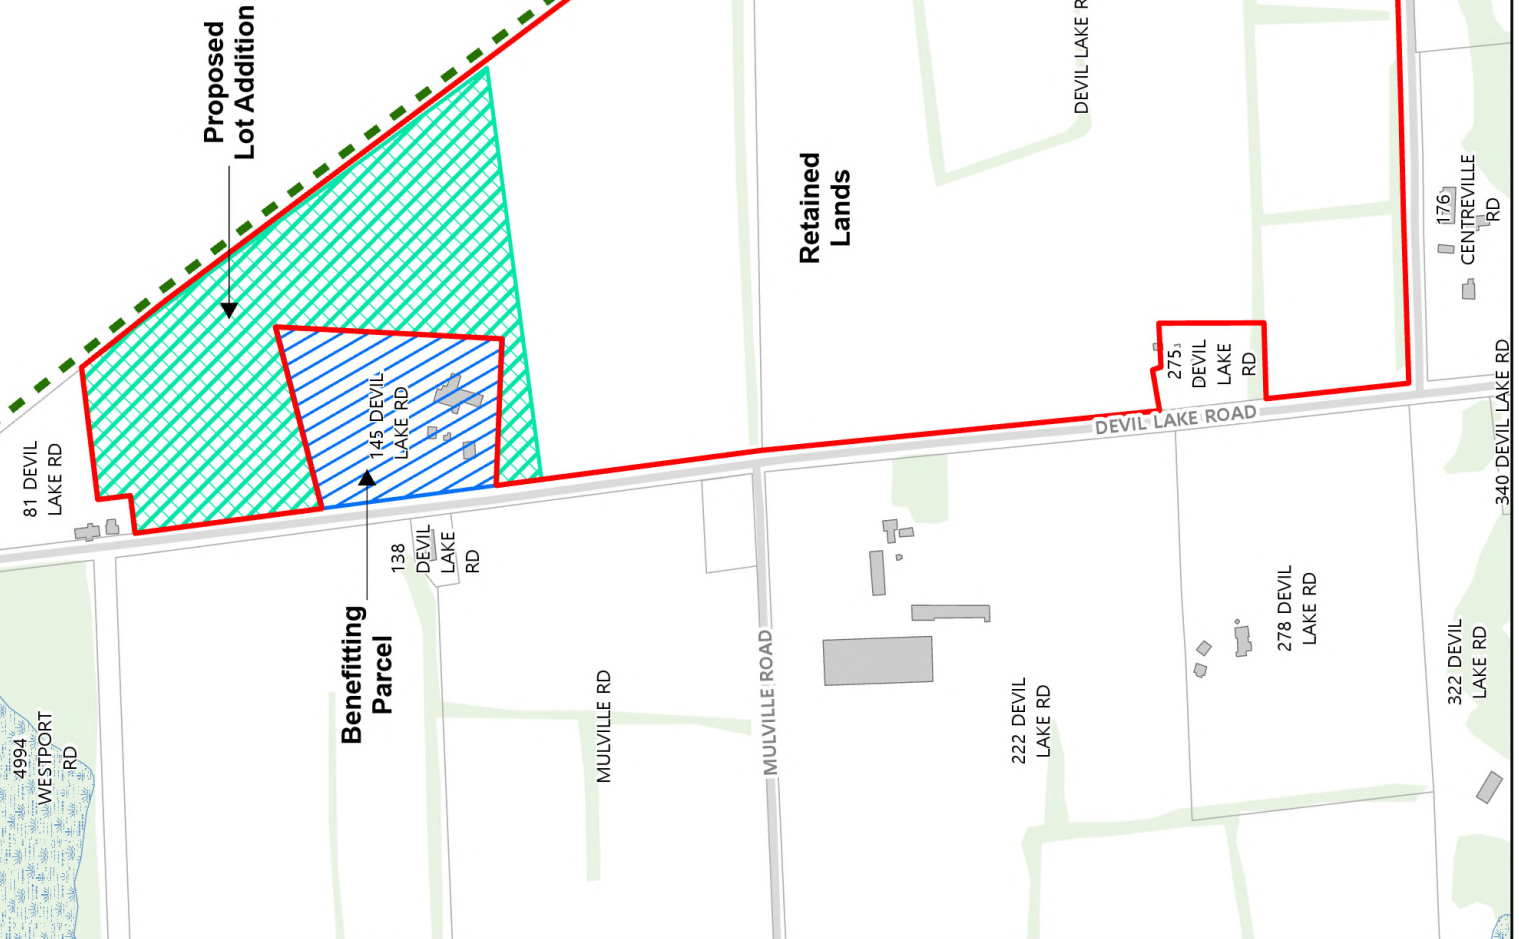 Proposed
Lot Addition
DEVIL LAKE R
Retained
Lands
176
CENTREVILLE
RD
275
DEVIL
LAKE
RD
145 DEVIL
LAKE RD
DEVIL LAKE ROAD
81 DEVIL
LAKE RD
340 DEVIL LAKE RD
138
DEVIL
LAKE
RD
Benefitting
Parcel
MULVILLE RD
MULVILLE ROAD
278 DEVIL
LAKE RD
322 DEVIL
LAKE RD
222 DEVIL
LAKE RD
4994
WESTPORT
RD